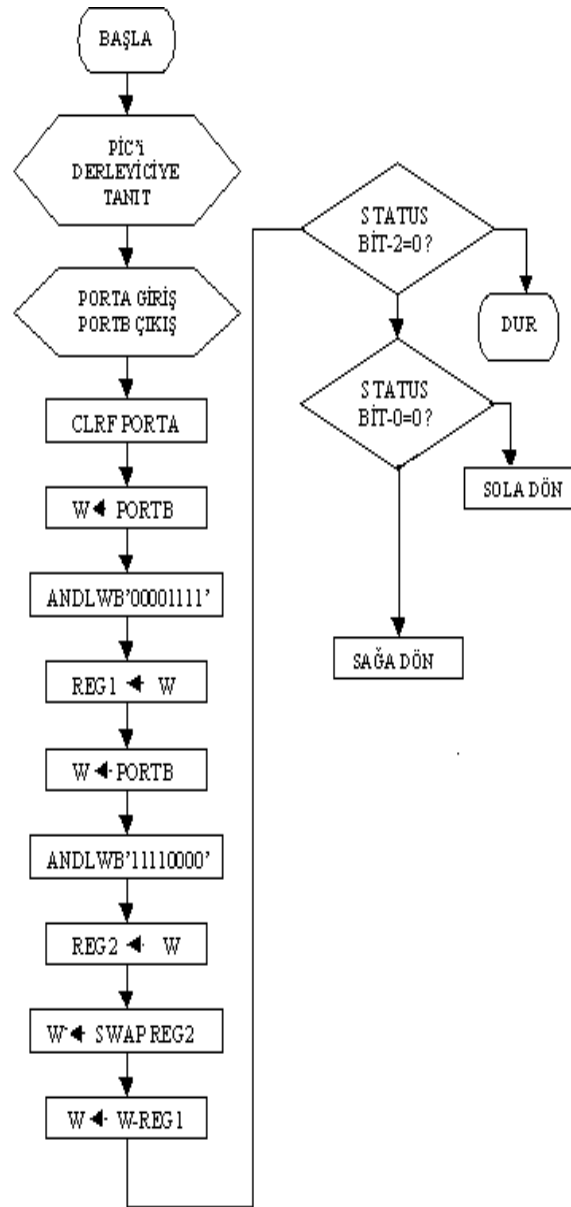 BAŞLA
PİC'i
DERLEYİCİYE
TANIT
PORTA GİRİŞ
PORTB ÇIKIŞ
CLRF PORTA
W PORTB
ANDLWB'00001111'
REG1 W
W PORTB
ANDLWB'11110000'
REG2 W
W SWAP REG2
W W-REG1
STATUS
BİT-2=0?
DUR
STATUS
BİT-0=0?
SOLA DÖN
SAĞA DÖN